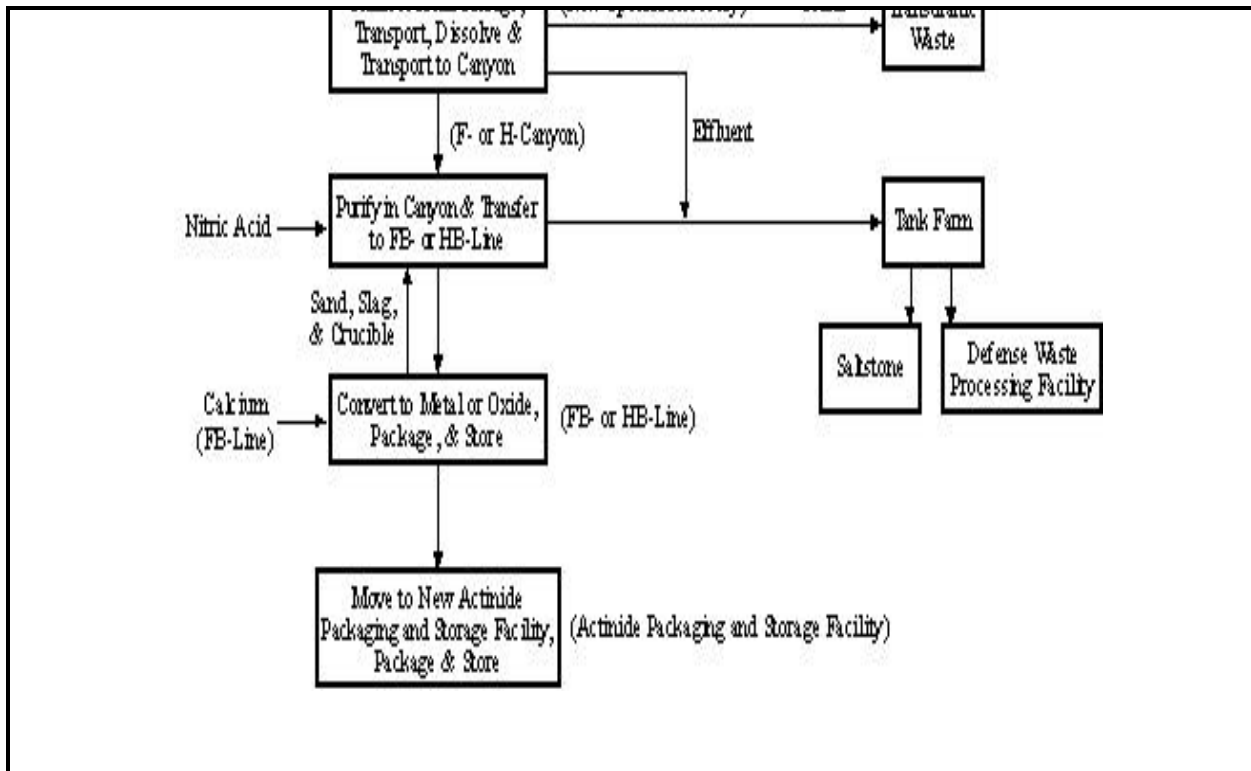 Transport, Dissolve &
Transport to Canyon
Transuranic
Waste
(F- or H-Canyon)
Effluent
Nitric Acid
Purify in Canyon & Transfer
to FB- or HB-Line
Tank Farm
Sand, Slag,
& Crucible
Saltstone
Defense Waste
Processing Facility
Calcium
(FB-Line)
Convert to Metal or Oxide,
Package, & Store
(FB- or HB-Line)
Move to New Actinide
Packaging and Storage Facility,
Package & Store
(Actinide Packaging and Storage Facility)